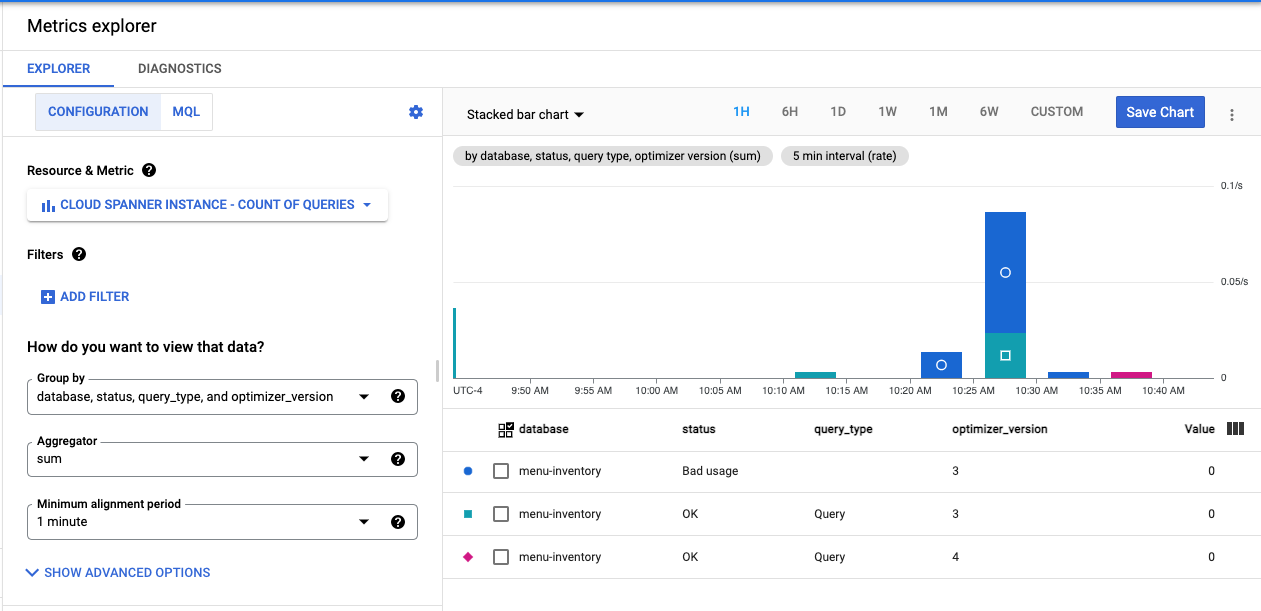 Metrics explorer
EXPLORER DIAGNOSTICS
CONFIGURATION MQL
Resource & Metric
CLOUD SPANNER INSTANCE - COUNT OF QUERIES
Filters
ADD FILTER
How do you want to view that data?
Group by
database, status, query_type, and optimizer_version
Aggregator
sum
Minimum alignment period
1 minute
SHOW ADVANCED OPTIONS
Stacked bar chart 1H 6H 1D 1W 1M 6W CUSTOM Save Chart
by database, status, query type, optimizer version (sum) 5 min interval (rate)
0.1/s
0.05/s
0
UTC-4 9:50 AM 9:55 AM 10:00 AM 10:05 AM 10:10 AM 10:15 AM 10:20 AM 10:25 AM 10:30 AM 10:35 AM 10:40 AM
database status query_type optimizer_version Value
menu-inventory Bad usage 3 0
menu-inventory OK Query 3 0
menu-inventory OK Query 4 0